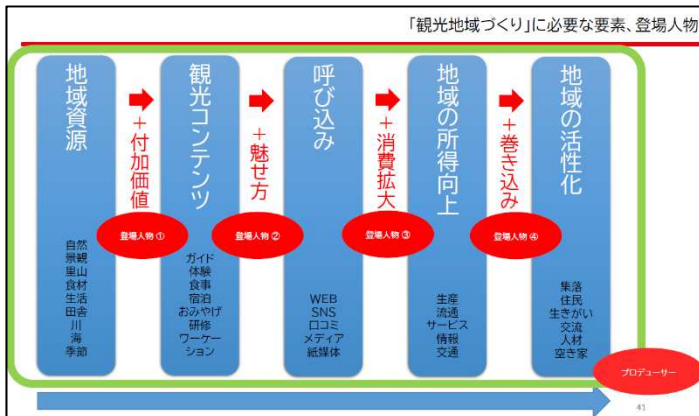 「観光地域づくり」に必要な要素、登場人物
地域資源
自然
景観
里山
食材
生活
田舎
川
海
季節
＋付加価値
登場人物①
観光コンテンツ
ガイド
体験
食事
宿泊
おみやげ
研修
ワーケー
ション
＋魅せ方
登場人物②
呼び込み
WEB
SNS
口コミ
メディア
紙媒体
＋消費拡大
登場人物③
地域の所得向上
生産
流通
サービス
情報
交通
＋巻き込み
登場人物④
地域の活性化
集落
住民
生きがい
交流
人材
空き家
プロデューサー
41